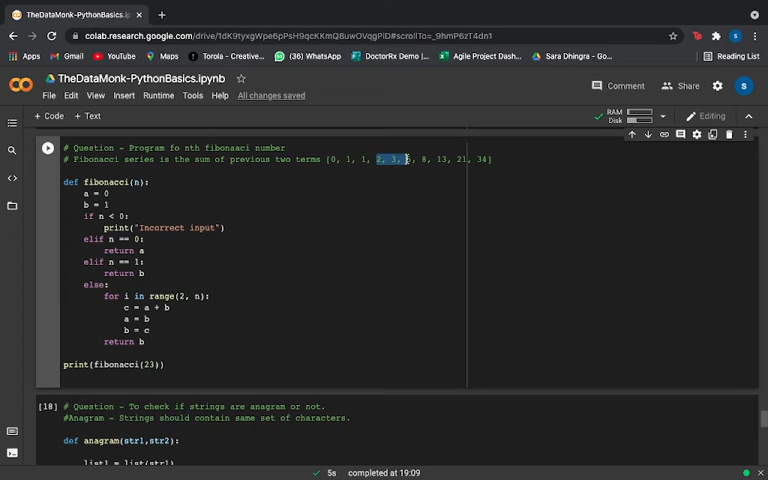 TheDataMonk-PythonBasics.ipynb
colab.research.google.com/drive/1dK9tyxgWpe6pPsH9qcKKmQ8uwOVqgPlD#scrollTo=_9hmP6zT4dn1
Apps Gmail YouTube Maps Torola - Creative... (36) WhatsApp DoctorRx Demo |... Agile Project Dash... Sara Dhingra - Go... Reading List
TheDataMonk-PythonBasics.ipynb
Comment Share S
File Edit View Insert Runtime Tools Help All changes saved
+ Code + Text RAM Disk Editing
# Question - Program fo nth fibonaaci number
# Fibonacci series is the sum of previous two terms [0, 1, 1, 2, 3, 5, 8, 13, 21, 34]
def fibonacci(n):
a = 0
b = 1
if n < 0:
print("Incorrect input")
elif n == 0:
return a
elif n == 1:
return b
else:
for i in range(2, n):
c = a + b
a = b
b = c
return b
print(fibonacci(23))
[18] # Question - To check if strings are anagram or not.
#Anagram - Strings should contain same set of characters.
def anagram(str1,str2):
list1 = list(str1)
5s completed at 19:09